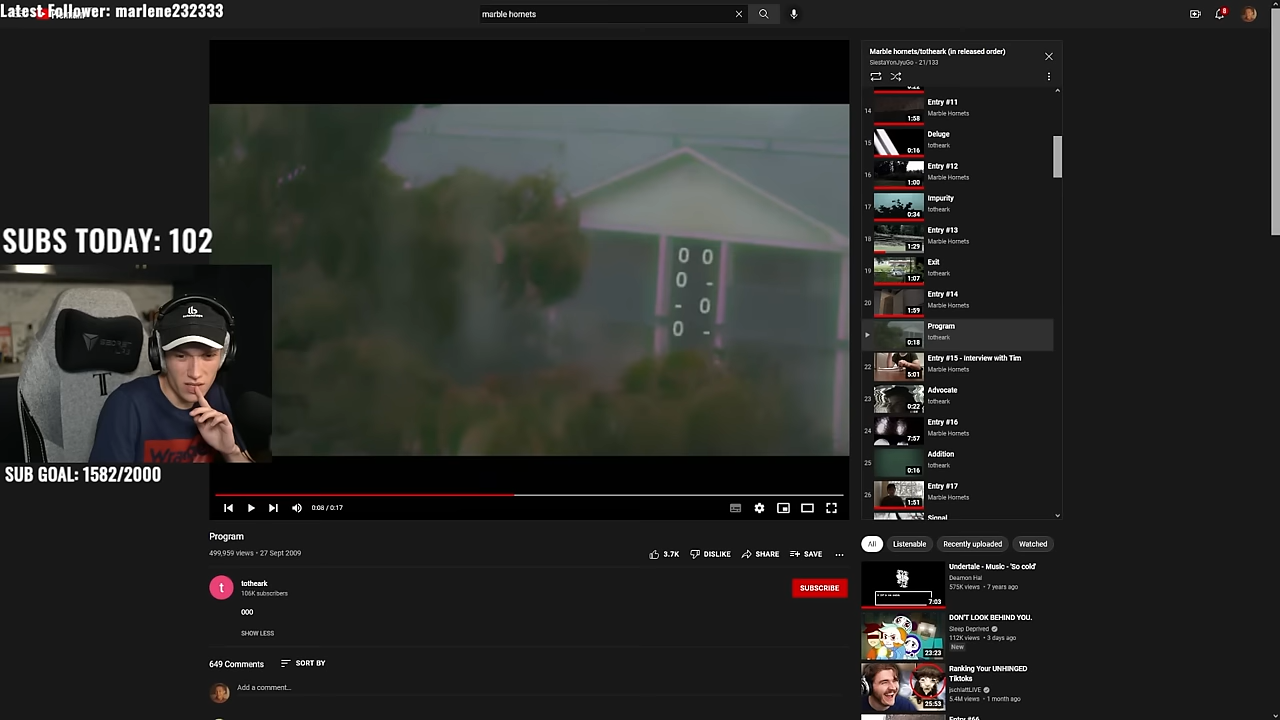 Latest Follower: marlene232333
marble hornets
8
SUBS TODAY: 102
SUB GOAL: 1582/2000
0 0
0 -
- 0
0 -
0:08 / 0:17
Program
499,959 views • 27 Sept 2009
3.7K
DISLIKE
SHARE
SAVE
t
totheark
106K subscribers
SUBSCRIBE
000
SHOW LESS
649 Comments
SORT BY
Add a comment...
Marble hornets/totheark (in released order)
SiestaYonJyuGo - 21/133
0:22
14
1:58
Entry #11
Marble Hornets
15
0:16
Deluge
totheark
16
1:00
Entry #12
Marble Hornets
17
0:34
Impurity
totheark
18
1:29
Entry #13
Marble Hornets
19
1:07
Exit
totheark
20
1:59
Entry #14
Marble Hornets
0:18
Program
totheark
22
5:01
Entry #15 - Interview with Tim
Marble Hornets
23
0:22
Advocate
totheark
24
7:57
Entry #16
Marble Hornets
25
0:16
Addition
totheark
26
1:51
Entry #17
Marble Hornets
Signal
All
Listenable
Recently uploaded
Watched
7:03
Undertale - Music - 'So cold'
Deamon Hal
575K views • 7 years ago
23:23
DON'T LOOK BEHIND YOU.
Sleep Deprived
112K views • 3 days ago
New
25:53
Ranking Your UNHINGED
Tiktoks
jschlattLIVE
5.4M views • 1 month ago
Entry #66